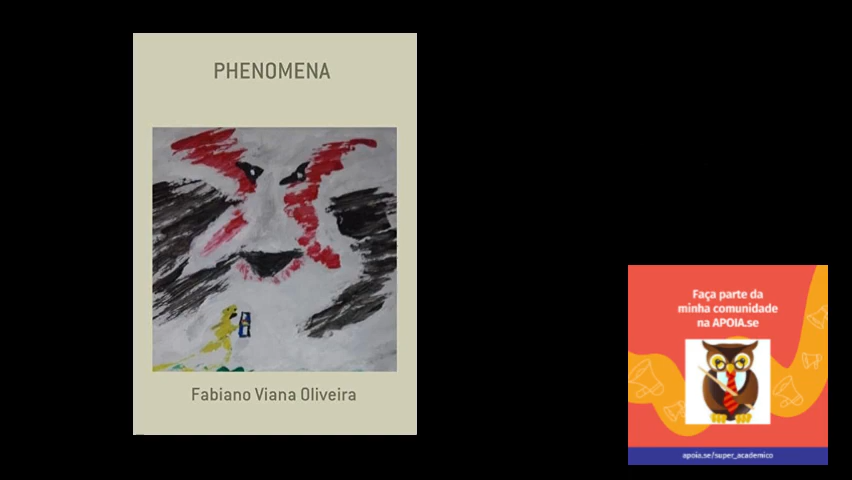 PHENOMENA
Fabiano Viana Oliveira
Faça parte da
minha comunidade
na APOIA.se
apoia.se/super_academico